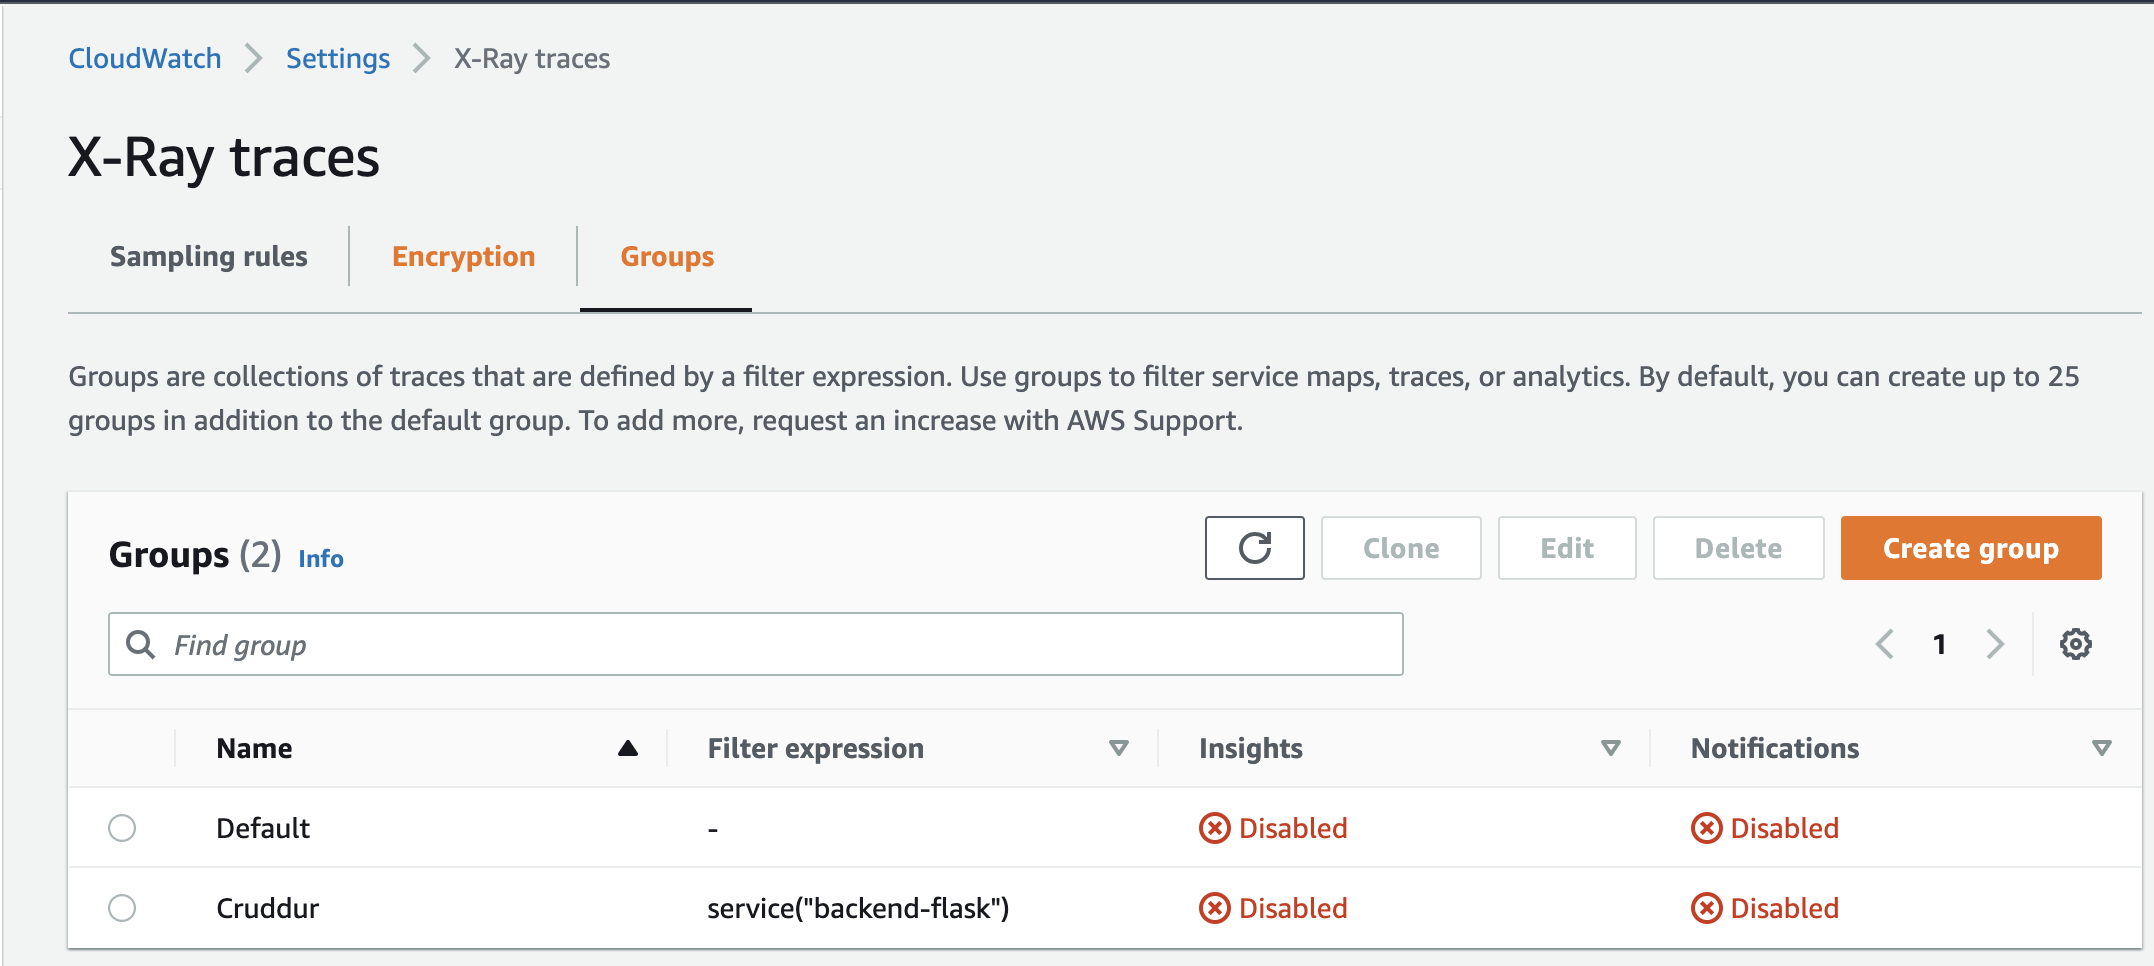 CloudWatch > Settings > X-Ray traces
X-Ray traces
Sampling rules Encryption Groups
Groups are collections of traces that are defined by a filter expression. Use groups to filter service maps, traces, or analytics. By default, you can create up to 25
groups in addition to the default group. To add more, request an increase with AWS Support.
Groups (2) Info Clone Edit Delete Create group
Find group 1
Name Filter expression Insights Notifications
Default - Disabled Disabled
Cruddur service("backend-flask") Disabled Disabled